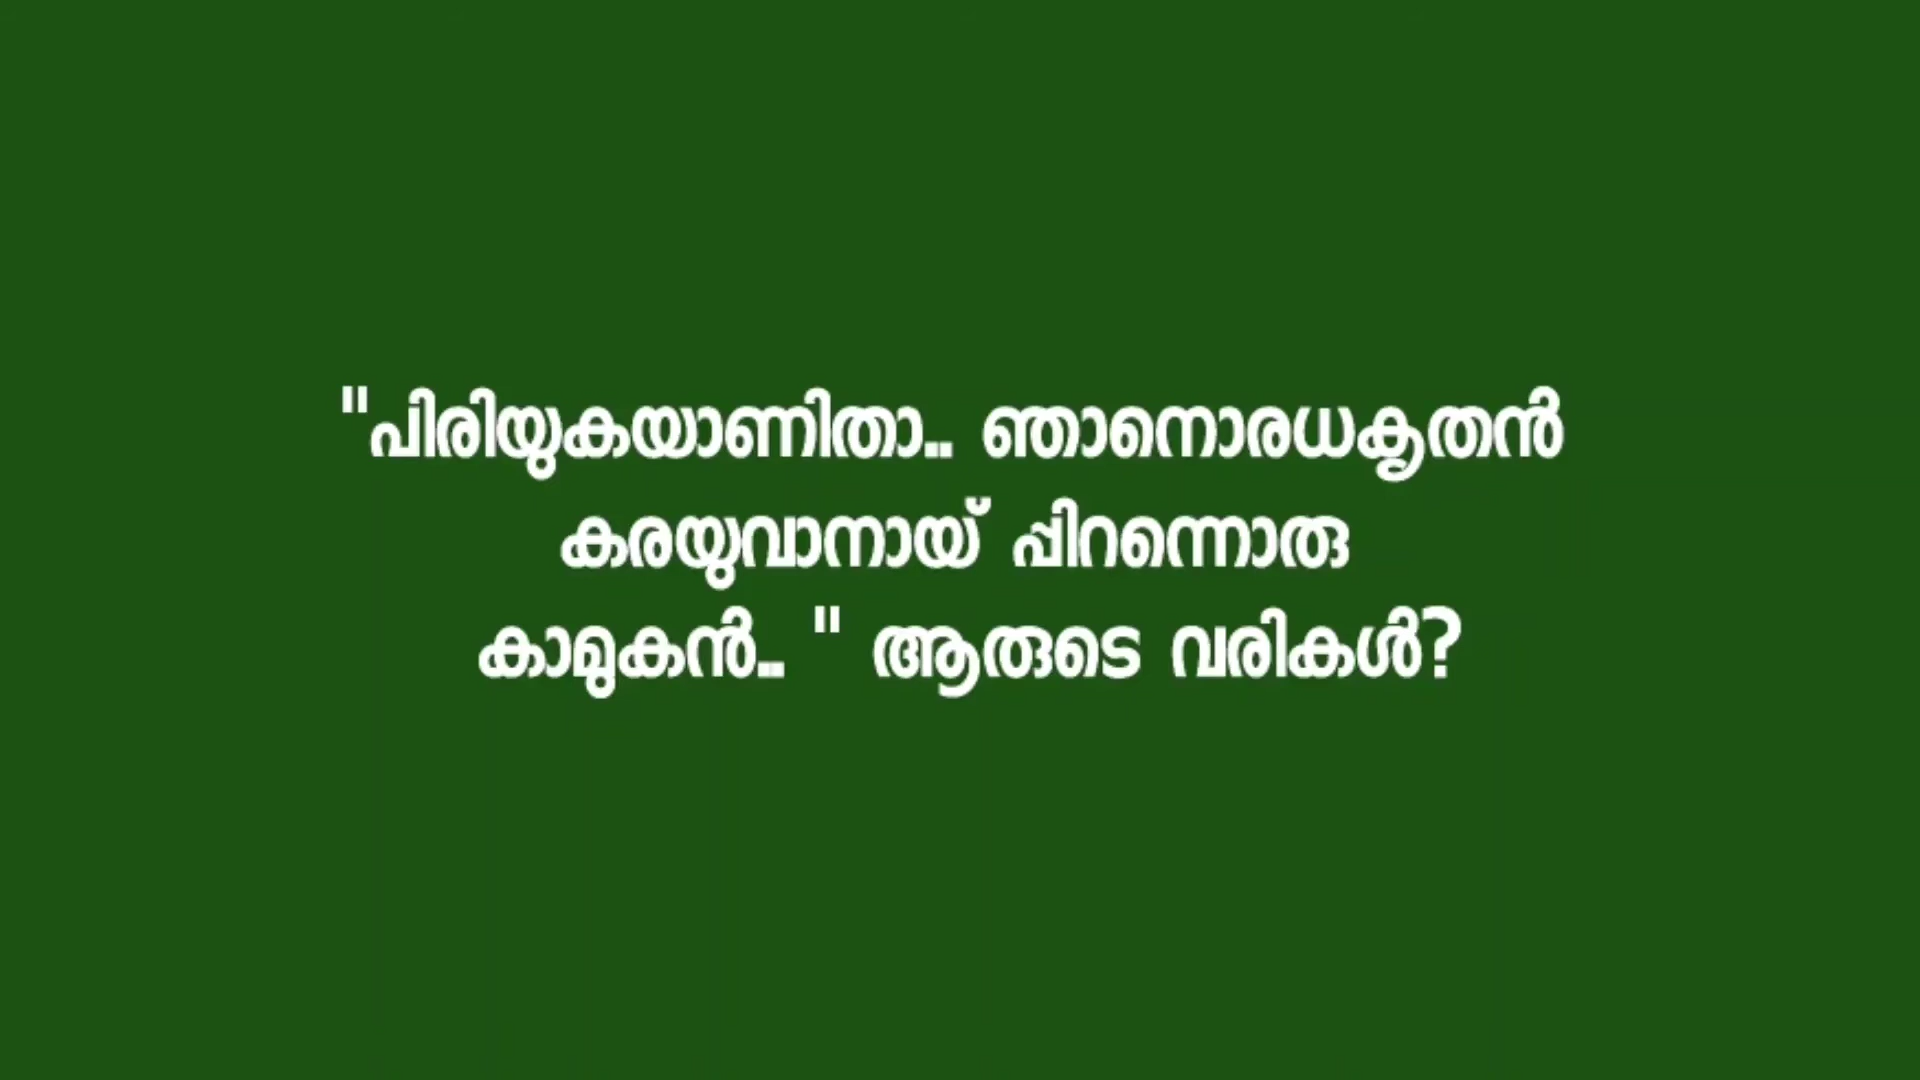 "പിരിയുകയാണിതാ.. ഞാനൊരധകൃതൻ
കരയുവാനായ് പ്പിറന്നൊരു
കാമുകൻ.. " ആരുടെ വരികൾ?